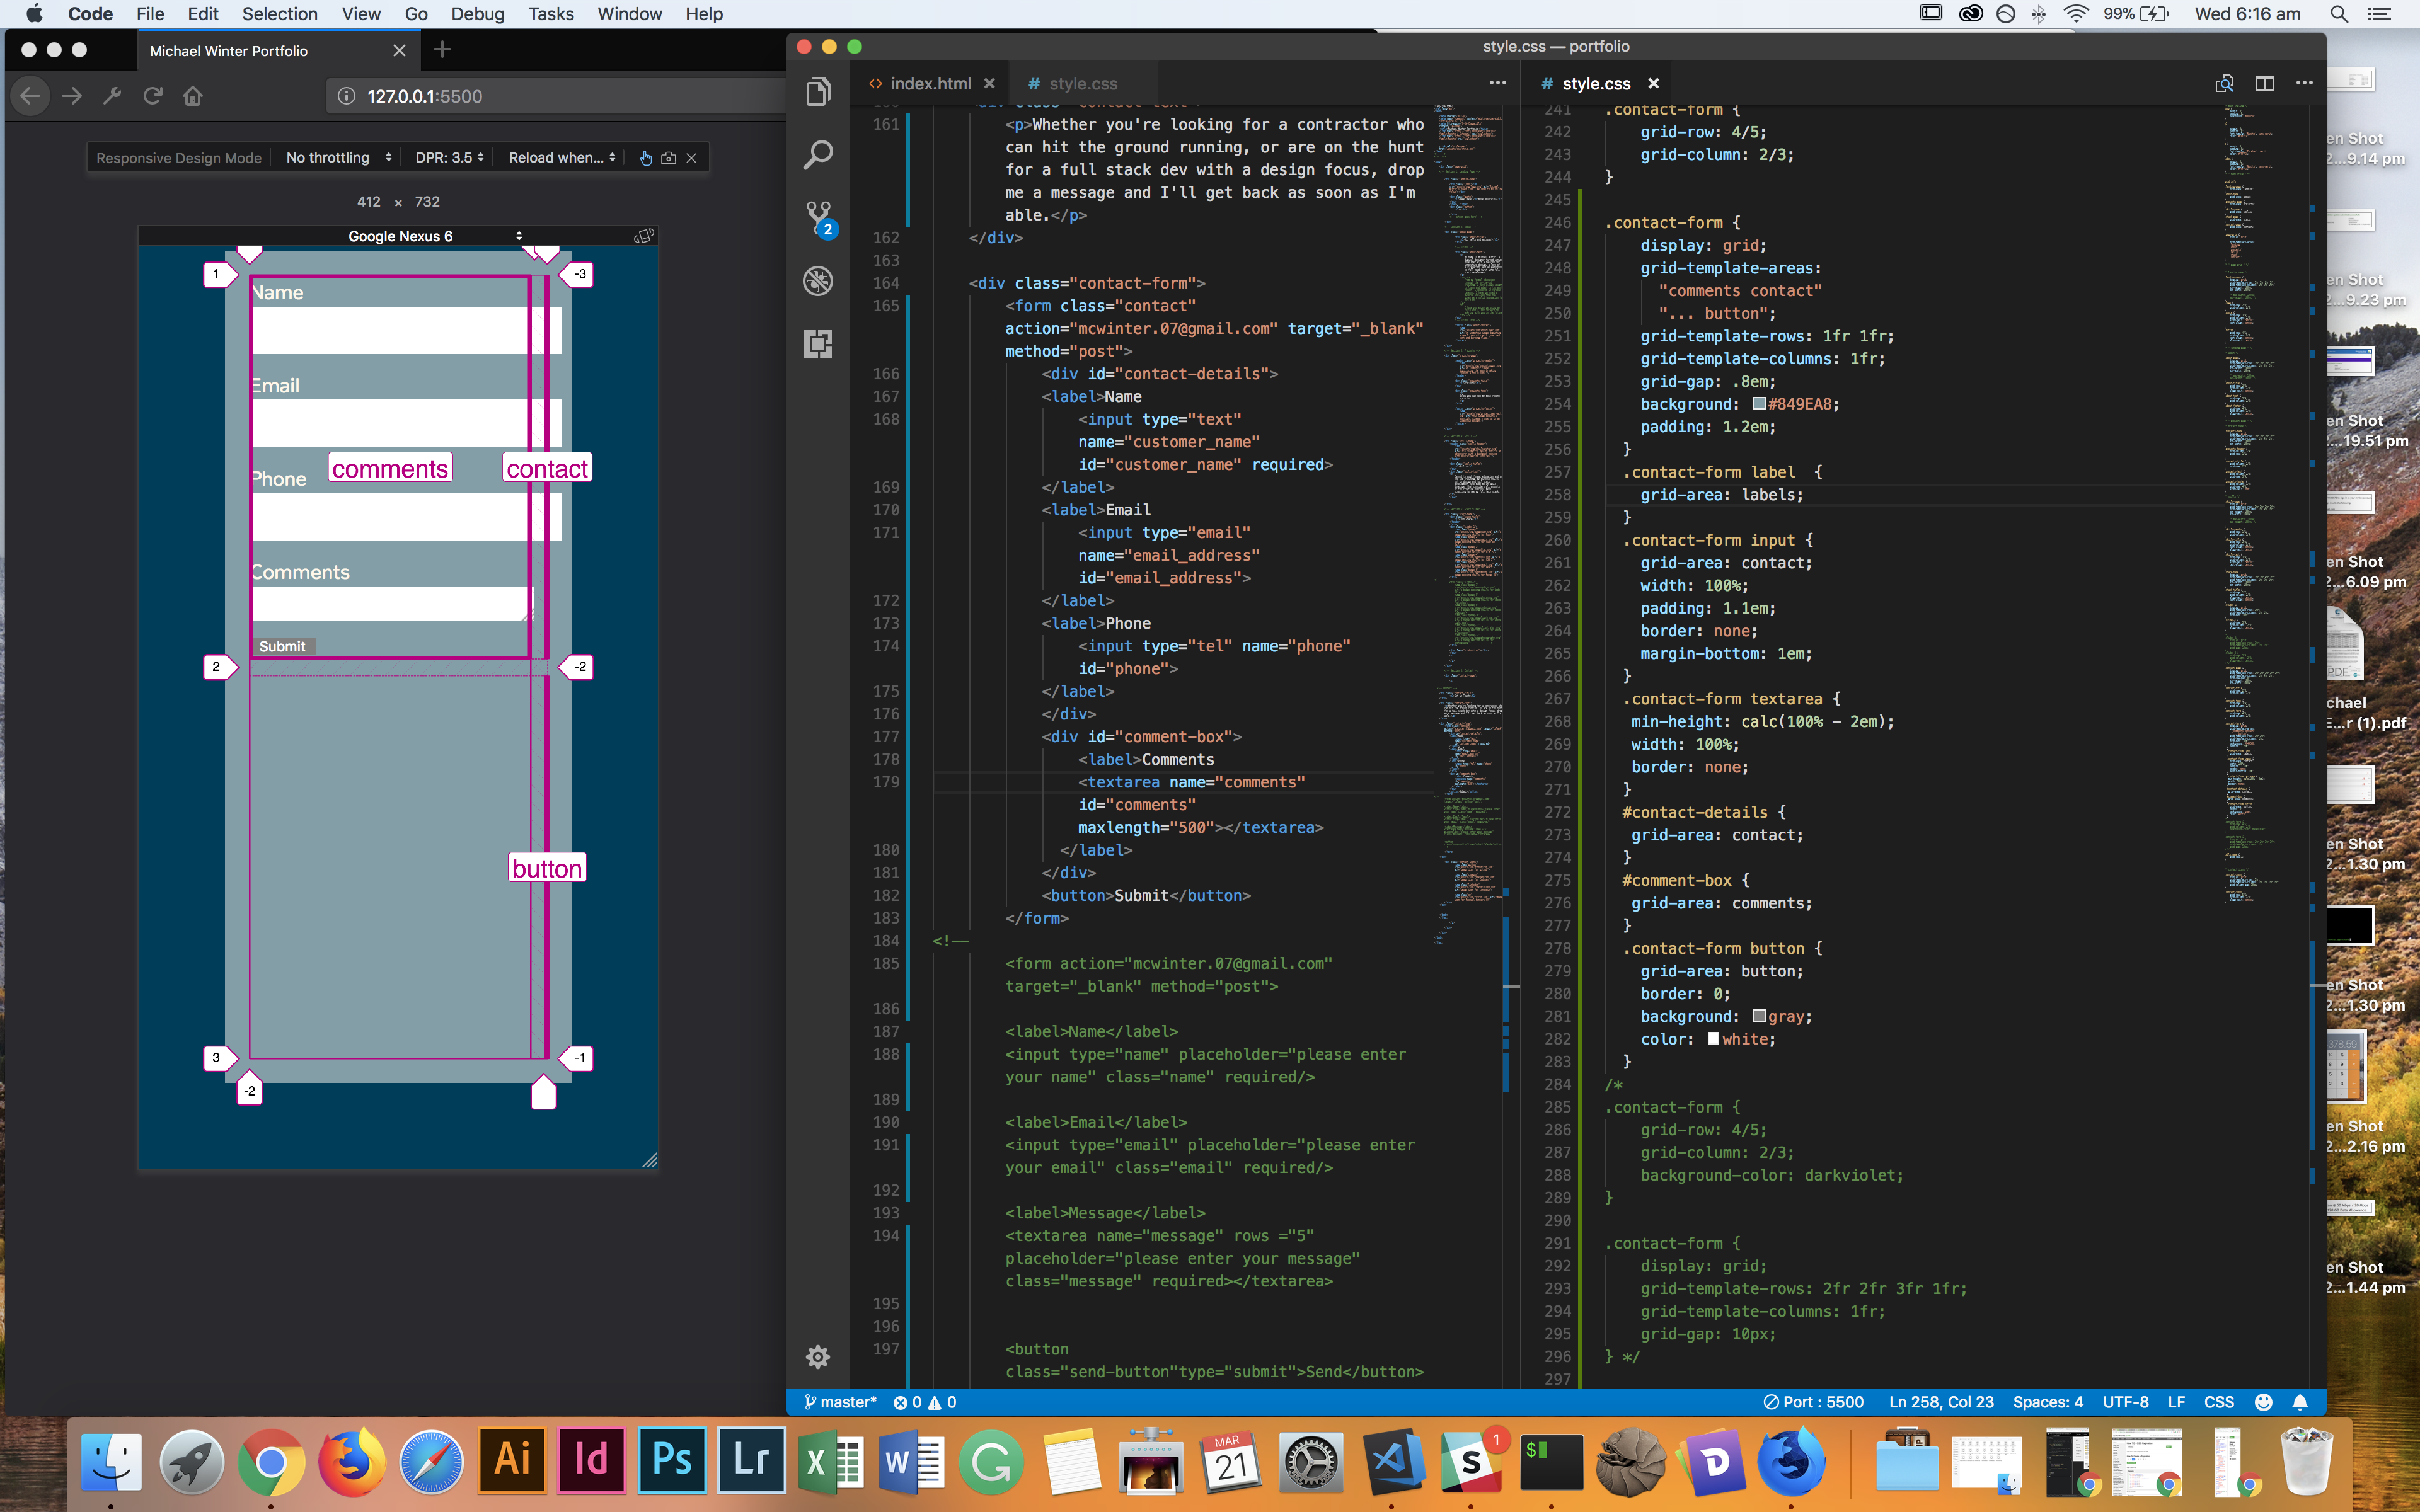 Code File Edit Selection View Go Debug Tasks Window Help
99% Wed 6:16 am
Michael Winter Portfolio
127.0.0.1:5500
Responsive Design Mode No throttling DPR: 3.5 Reload when...
412 × 732
Google Nexus 6
1 -3
Name
Email
comments contact
Phone
Comments
Submit
2 -2
button
3 -1
-2
style.css — portfolio
index.html
# style.css
2
161 <p>Whether you're looking for a contractor who
can hit the ground running, or are on the hunt
for a full stack dev with a design focus, drop
me a message and I'll get back as soon as I'm
able.</p>
162 </div>
163
164 <div class="contact-form">
165 <form class="contact"
action="mcwinter.07@gmail.com" target="_blank"
method="post">
166 <div id="contact-details">
167 <label>Name
168 <input type="text"
name="customer_name"
id="customer_name" required>
169 </label>
170 <label>Email
171 <input type="email"
name="email_address"
id="email_address">
172 </label>
173 <label>Phone
174 <input type="tel" name="phone"
id="phone">
175 </label>
176 </div>
177 <div id="comment-box">
178 <label>Comments
179 <textarea name="comments"
id="comments"
maxlength="500"></textarea>
180 </label>
181 </div>
182 <button>Submit</button>
183 </form>
184 <!--
185 <form action="mcwinter.07@gmail.com"
target="_blank" method="post">
186
187 <label>Name</label>
188 <input type="name" placeholder="please enter
your name" class="name" required/>
189
190 <label>Email</label>
191 <input type="email" placeholder="please enter
your email" class="email" required/>
192
193 <label>Message</label>
194 <textarea name="message" rows ="5"
placeholder="please enter your message"
class="message" required></textarea>
195
196
197 <button
class="send-button"type="submit">Send</button>
# style.css
241 .contact-form {
242 grid-row: 4/5;
243 grid-column: 2/3;
244 }
245
246 .contact-form {
247 display: grid;
248 grid-template-areas:
249 "comments contact"
250 "... button";
251 grid-template-rows: 1fr 1fr;
252 grid-template-columns: 1fr;
253 grid-gap: .8em;
254 background: #849EA8;
255 padding: 1.2em;
256 }
257 .contact-form label {
258 grid-area: labels;
259 }
260 .contact-form input {
261 grid-area: contact;
262 width: 100%;
263 padding: 1.1em;
264 border: none;
265 margin-bottom: 1em;
266 }
267 .contact-form textarea {
268 min-height: calc(100% - 2em);
269 width: 100%;
270 border: none;
271 }
272 #contact-details {
273 grid-area: contact;
274 }
275 #comment-box {
276 grid-area: comments;
277 }
278 .contact-form button {
279 grid-area: button;
280 border: 0;
281 background: gray;
282 color: white;
283 }
284 /*
285 .contact-form {
286 grid-row: 4/5;
287 grid-column: 2/3;
288 background-color: darkviolet;
289 }
290
291 .contact-form {
292 display: grid;
293 grid-template-rows: 2fr 2fr 3fr 1fr;
294 grid-template-columns: 1fr;
295 grid-gap: 10px;
296 } */
297
master* 0 0
Port : 5500 Ln 258, Col 23 Spaces: 4 UTF-8 LF CSS
en Shot
2...9.14 pm
en Shot
2...9.23 pm
en Shot
...19.51 pm
en Shot
2...6.09 pm
PDF
chael
E...r (1).pdf
en Shot
2...1.30 pm
en Shot
2...1.30 pm
en Shot
2...2.16 pm
en Shot
2...1.44 pm
Ai Id Ps Lr X W G MAR 21 S 1 $ D